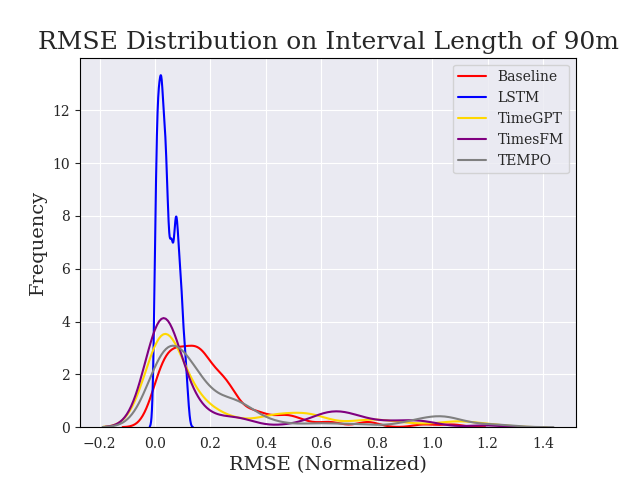 RMSE Distribution on Interval Length of 90m
Baseline
LSTM
TimeGPT
TimesFM
TEMPO
Frequency
12
10
8
6
4
2
0
−0.2 0.0 0.2 0.4 0.6 0.8 1.0 1.2 1.4
RMSE (Normalized)